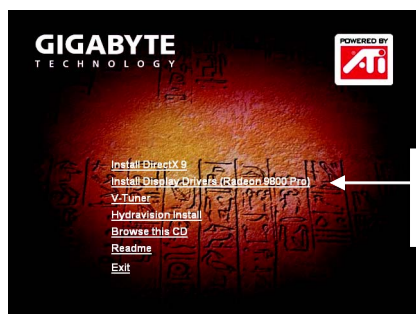 GIGABYTE
TECHNOLOGY
POWERED BY
ATi
Install DirectX 9
Install Display Drivers (Radeon 9800 Pro)
V-Tuner
Hydravision Install
Browse this CD
Readme
Exit